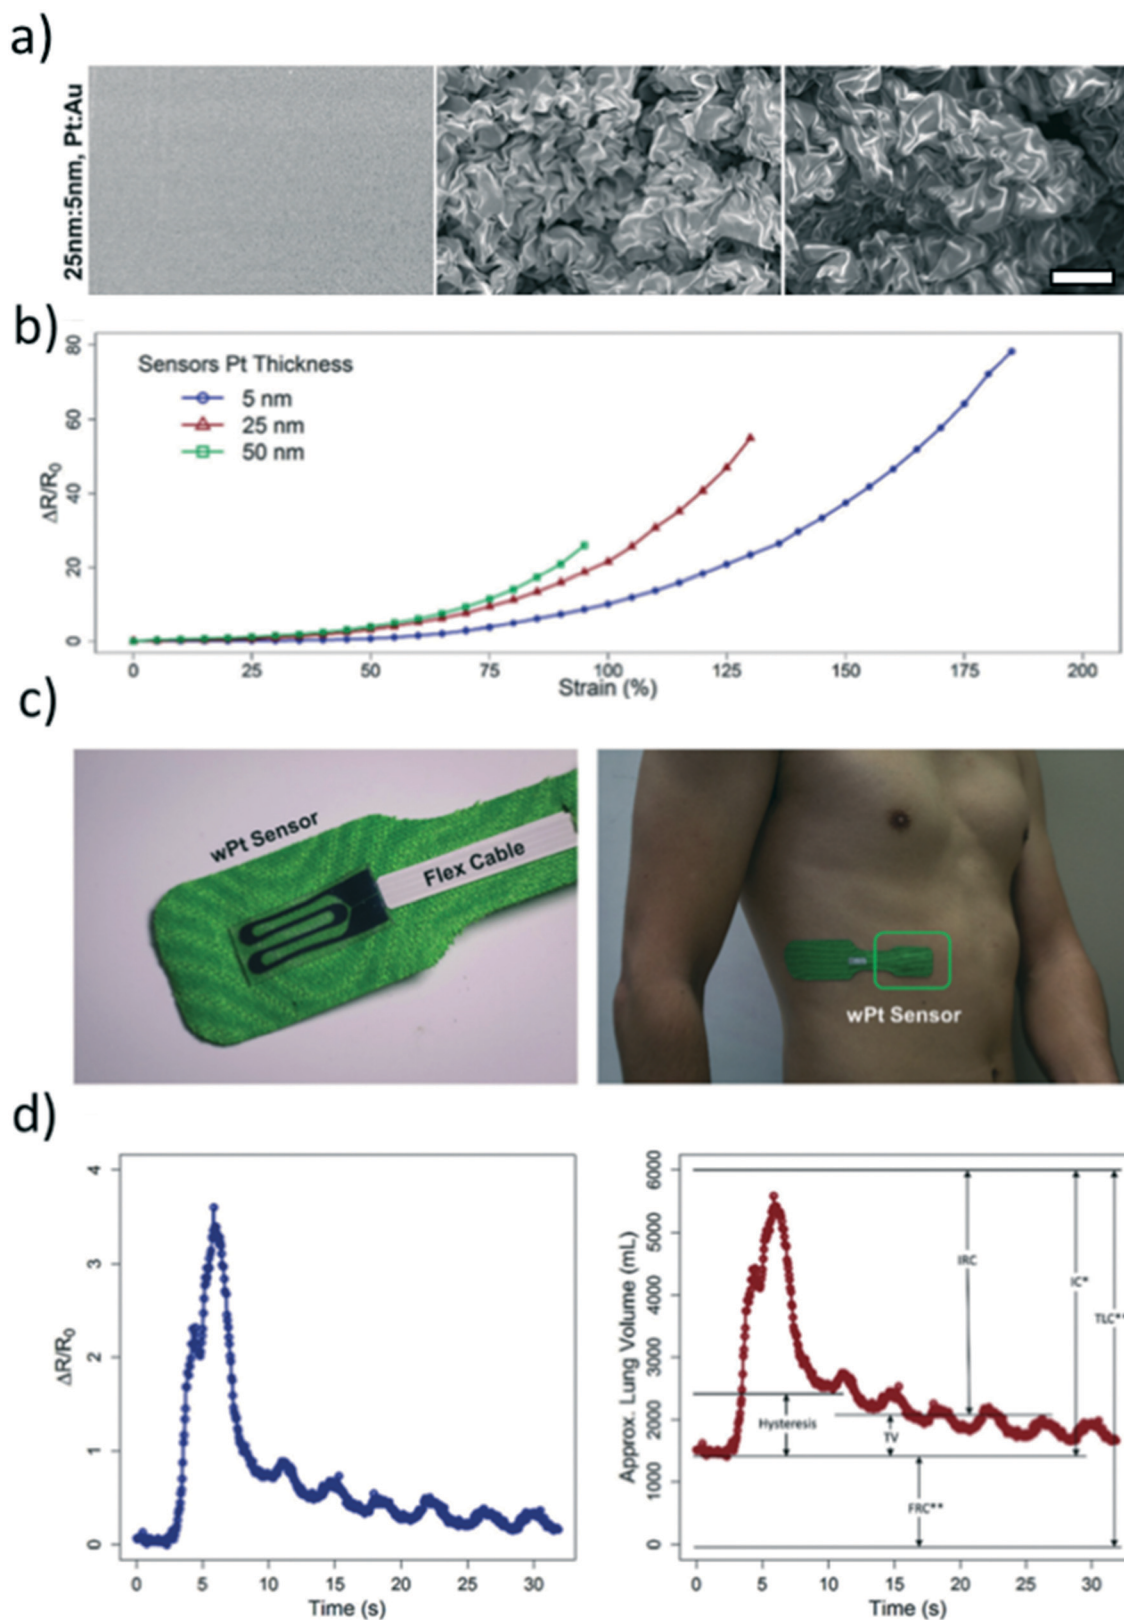 a)
25nm:5nm, Pt:Au
b)
Sensors Pt Thickness
5 nm
25 nm
50 nm
ΔR/R0
80
60
40
20
0
0 25 50 75 100 125 150 175 200
Strain (%)
c)
wPt Sensor
Flex Cable
wPt Sensor
d)
ΔR/R0
4
3
2
1
0
0 5 10 15 20 25 30
Time (s)
Approx. Lung Volume (mL)
6000
5000
4000
3000
2000
1000
0
IRC
IC*
TLC**
Hysteresis
TV
FRC**
0 5 10 15 20 25 30
Time (s)